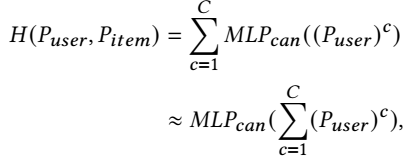 H(P_{user}, P_{item}) = \sum_{c=1}^{C} MLP_{can}((P_{user})^c)
\approx MLP_{can}(\sum_{c=1}^{C} (P_{user})^c),